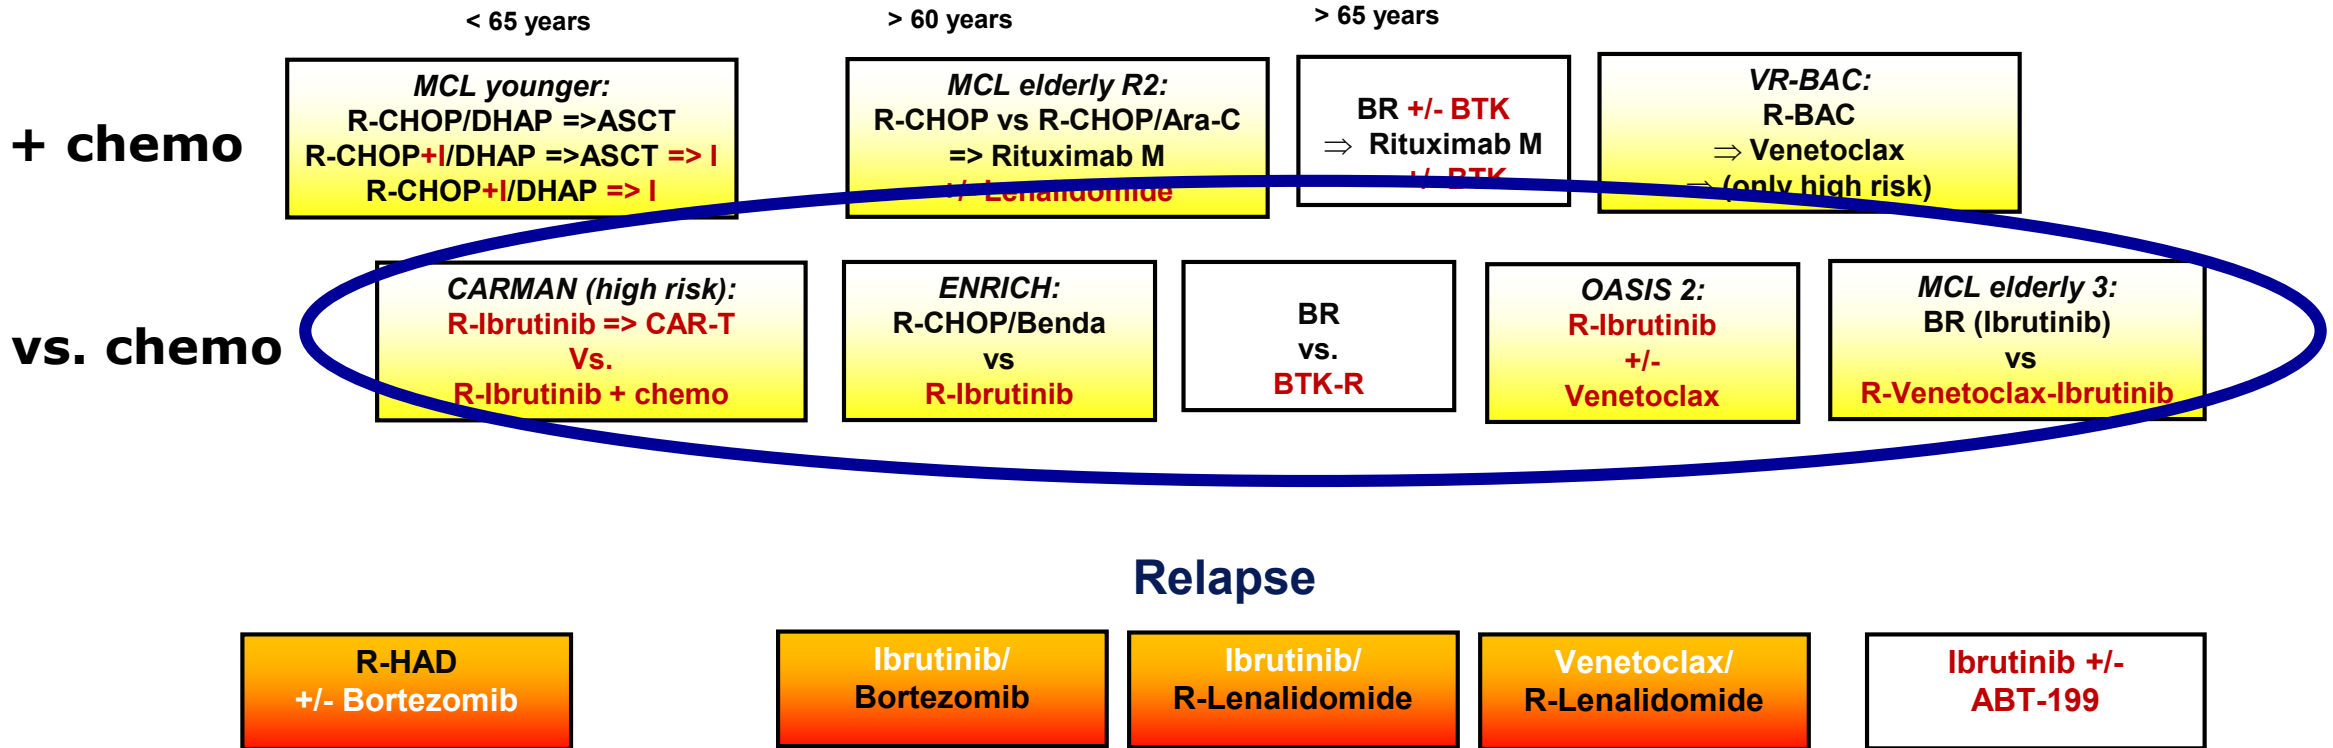 < 65 years
> 60 years
> 65 years
+ chemo
MCL younger:
R-CHOP/DHAP =>ASCT
R-CHOP+I/DHAP =>ASCT => I
R-CHOP+I/DHAP => I
MCL elderly R2:
R-CHOP vs R-CHOP/Ara-C
=> Rituximab M
+/- Lenalidomide
BR +/- BTK
⇒ Rituximab M
+/- BTK
VR-BAC:
R-BAC
⇒ Venetoclax
⇒ (only high risk)
vs. chemo
CARMAN (high risk):
R-Ibrutinib => CAR-T
Vs.
R-Ibrutinib + chemo
ENRICH:
R-CHOP/Benda
vs
R-Ibrutinib
BR
vs.
BTK-R
OASIS 2:
R-Ibrutinib
+/-
Venetoclax
MCL elderly 3:
BR (Ibrutinib)
vs
R-Venetoclax-Ibrutinib
Relapse
R-HAD
+/- Bortezomib
Ibrutinib/
Bortezomib
Ibrutinib/
R-Lenalidomide
Venetoclax/
R-Lenalidomide
Ibrutinib +/-
ABT-199